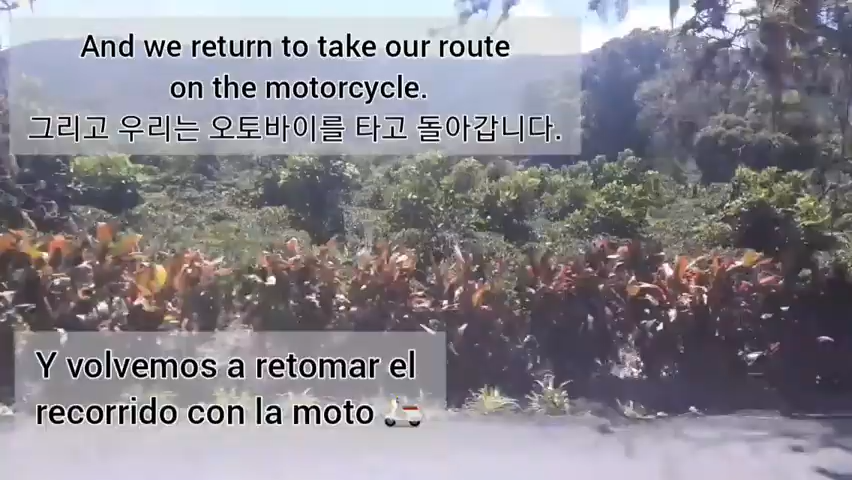 And we return to take our route
on the motorcycle.
그리고 우리는 오토바이를 타고 돌아갑니다.
Y volvemos a retomar el
recorrido con la moto 🛵